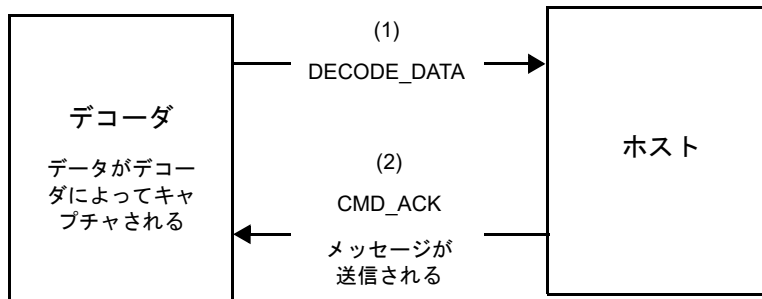 (1)
DECODE_DATA
デコーダ
データがデコー
ダによってキャ
プチャされる
ホスト
(2)
CMD_ACK
メッセージが
送信される